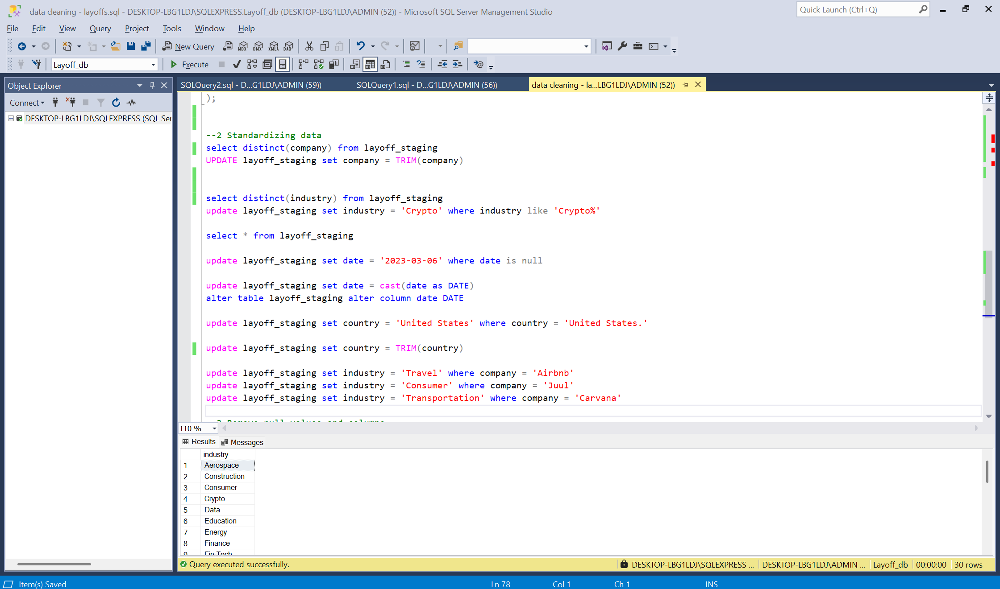 data cleaning - layoffs.sql - DESKTOP-LBG1LDJ\SQLEXPRESS.Layoff_db (DESKTOP-LBG1LDJ\ADMIN (52)) - Microsoft SQL Server Management Studio
Quick Launch (Ctrl+Q)
File Edit View Query Project Tools Window Help
New Query MDX DMX XMLA DAX
Layoff_db Execute
Object Explorer
SQLQuery2.sql - D...G1LDJ\ADMIN (59)) SQLQuery1.sql - D...G1LDJ\ADMIN (56)) data cleaning - la...LBG1LDJ\ADMIN (52))
Connect
DESKTOP-LBG1LDJ\SQLEXPRESS (SQL Ser
);
--2 Standardizing data
select distinct(company) from layoff_staging
UPDATE layoff_staging set company = TRIM(company)
select distinct(industry) from layoff_staging
update layoff_staging set industry = 'Crypto' where industry like 'Crypto%'
select * from layoff_staging
update layoff_staging set date = '2023-03-06' where date is null
update layoff_staging set date = cast(date as DATE)
alter table layoff_staging alter column date DATE
update layoff_staging set country = 'United States' where country = 'United States.'
update layoff_staging set country = TRIM(country)
update layoff_staging set industry = 'Travel' where company = 'Airbnb'
update layoff_staging set industry = 'Consumer' where company = 'Juul'
update layoff_staging set industry = 'Transportation' where company = 'Carvana'
3 Remove null values and columns
110 %
Results Messages
industry
1 Aerospace
2 Construction
3 Consumer
4 Crypto
5 Data
6 Education
7 Energy
8 Finance
9 Fin-Tech
Query executed successfully. DESKTOP-LBG1LDJ\SQLEXPRESS ... DESKTOP-LBG1LDJ\ADMIN ... Layoff_db 00:00:00 30 rows
Item(s) Saved Ln 78 Col 1 Ch 1 INS